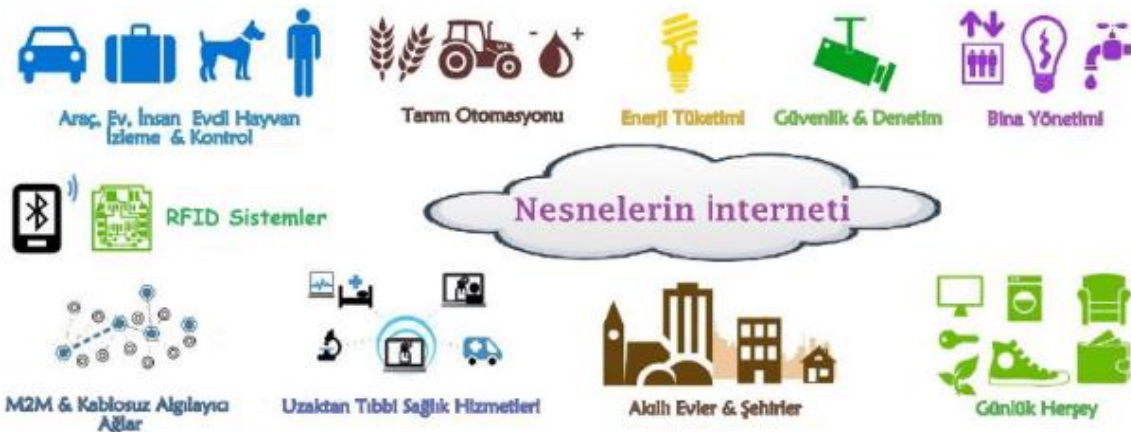 Araç, Ev, İnsan Evcil Hayvan
İzleme & Kontrol
Tarım Otomasyonu
Enerji Tüketimi
Güvenlik & Denetim
Bina Yönetimi
RFID Sistemler
Nesnelerin İnterneti
M2M & Kablosuz Algılayıcı
Ağlar
Uzaktan Tıbbi Sağlık Hizmetleri
Akıllı Evler & Şehirler
Günlük Herşey